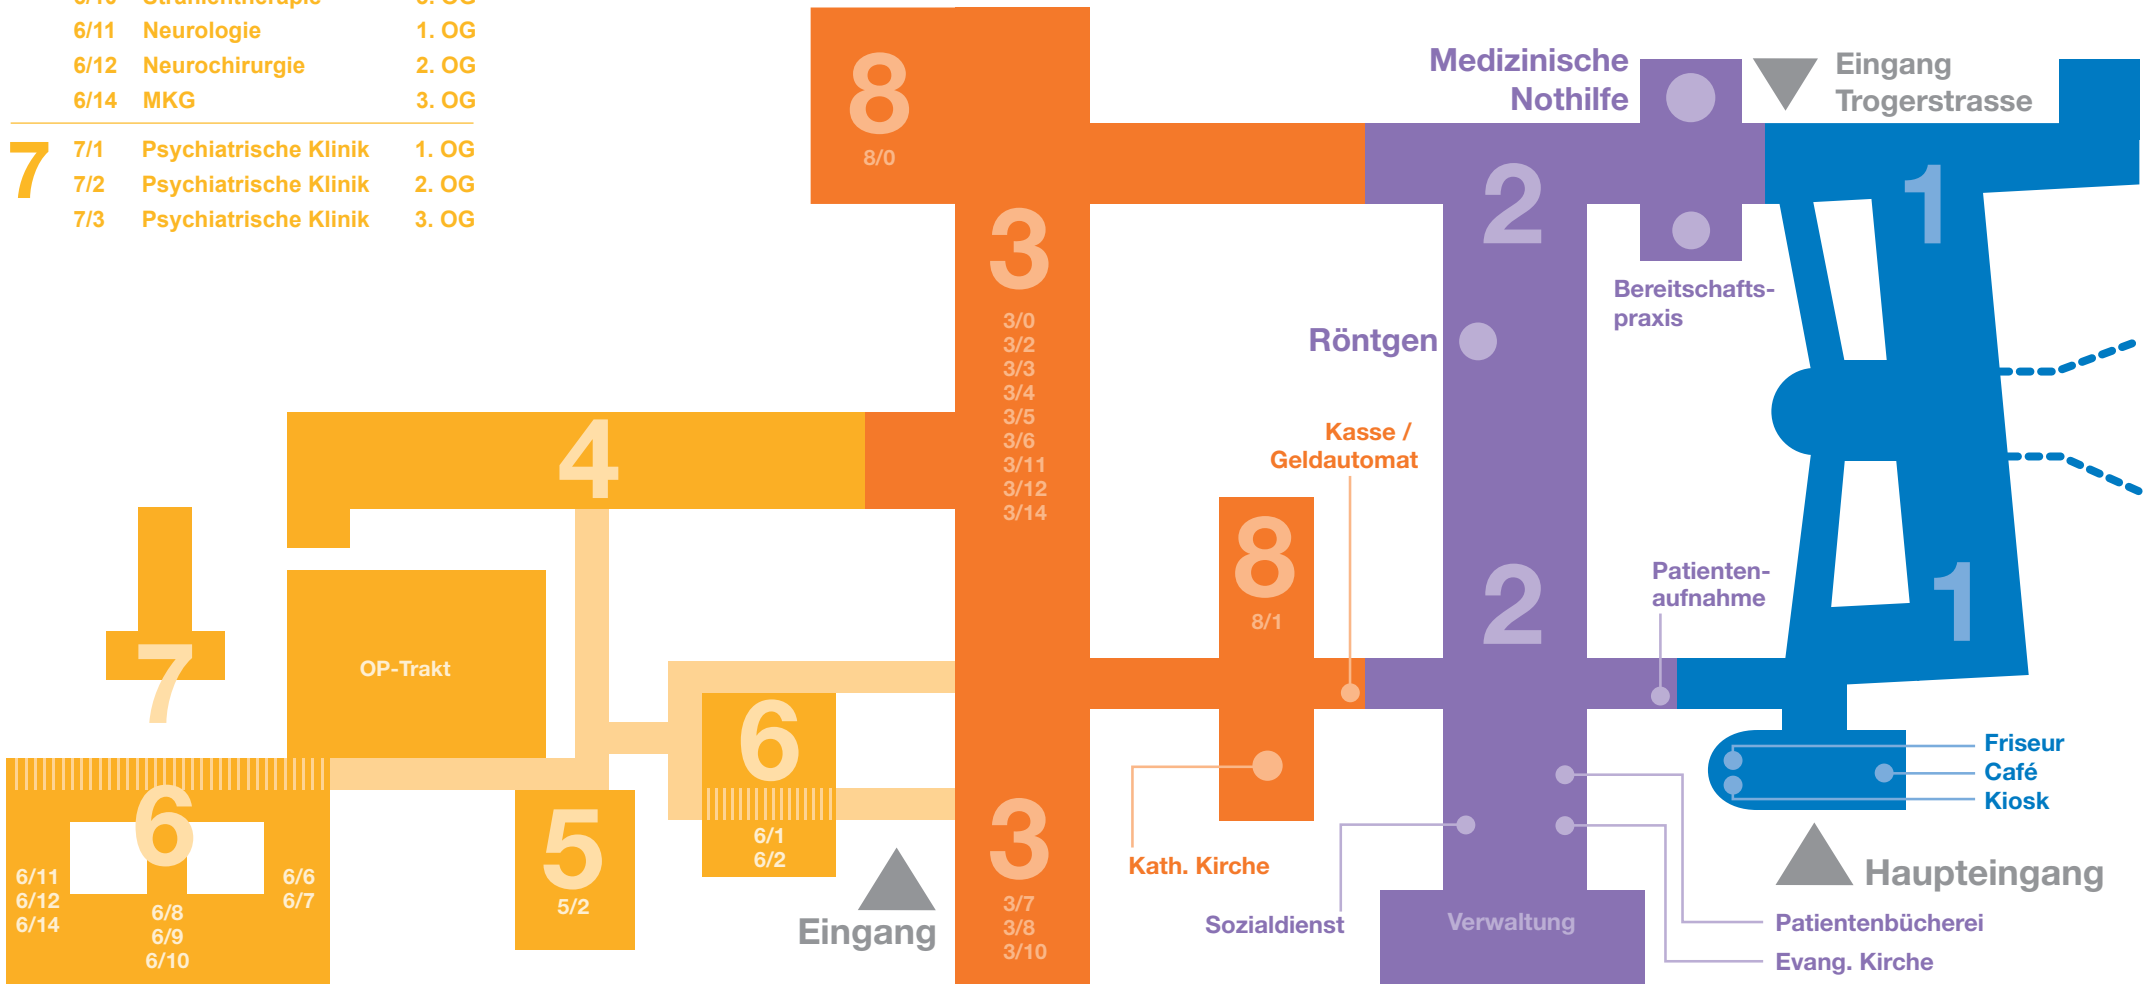 6/11 Neurologie 1. OG
6/12 Neurochirurgie 2. OG
6/14 MKG 3. OG
7
7/1 Psychiatrische Klinik 1. OG
7/2 Psychiatrische Klinik 2. OG
7/3 Psychiatrische Klinik 3. OG
8
8/0
Medizinische
Nothilfe
Eingang
Trogerstrasse
2
1
3
3/0
3/2
3/3
3/4
3/5
3/6
3/11
3/12
3/14
Bereitschafts-
praxis
Röntgen
4
Kasse /
Geldautomat
8
8/1
2
Patienten-
aufnahme
1
7
OP-Trakt
6
6/1
6/2
6
6/11
6/12
6/14
6/8
6/9
6/10
6/6
6/7
5
5/2
Eingang
3
3/7
3/8
3/10
Kath. Kirche
Sozialdienst
Verwaltung
Friseur
Café
Kiosk
Haupteingang
Patientenbücherei
Evang. Kirche